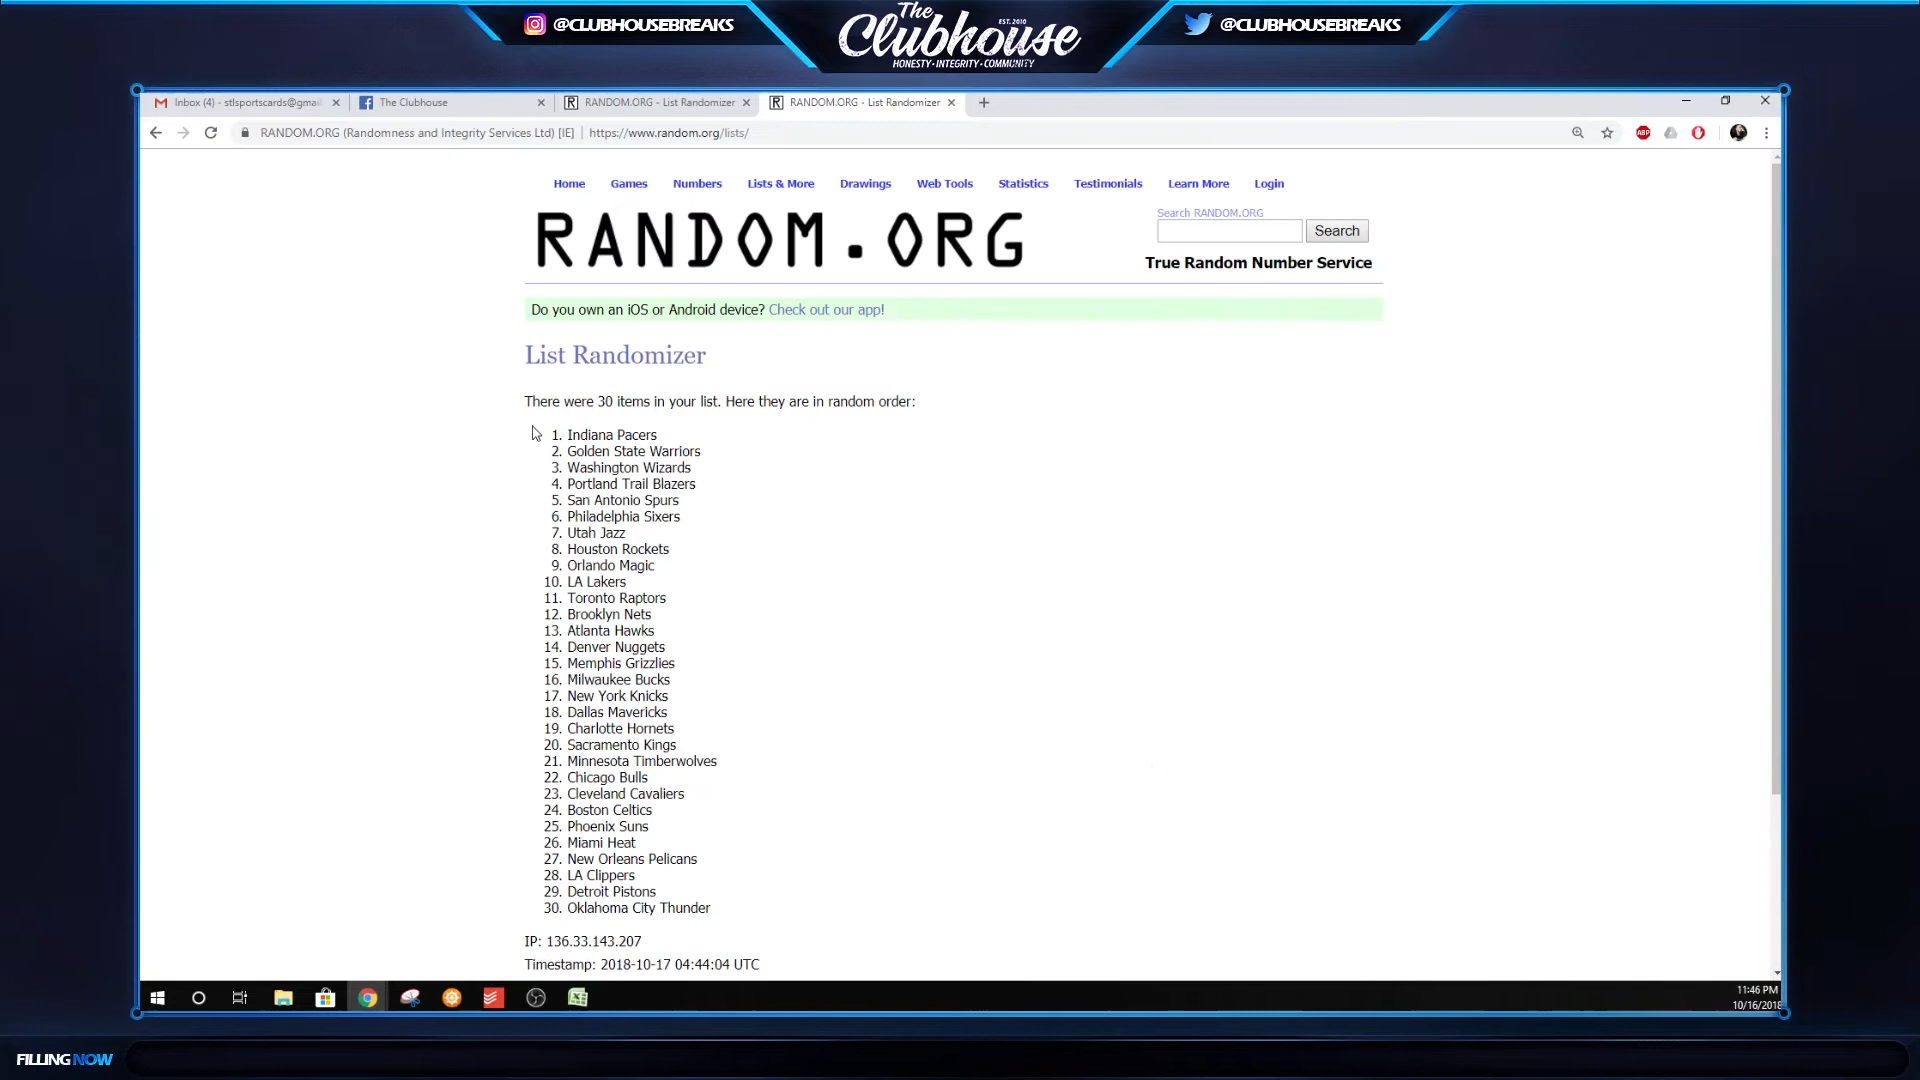 @CLUBHOUSEBREAKS
The Clubhouse
EST. 2010
HONESTY•INTEGRITY•COMMUNITY
@CLUBHOUSEBREAKS
Inbox (4) - stlsportscards@gmai
The Clubhouse
RANDOM.ORG - List Randomizer
RANDOM.ORG - List Randomizer
RANDOM.ORG (Randomness and Integrity Services Ltd) [IE] | https://www.random.org/lists/
ABP
Home Games Numbers Lists & More Drawings Web Tools Statistics Testimonials Learn More Login
RANDOM.ORG
Search RANDOM.ORG
Search
True Random Number Service
Do you own an iOS or Android device? Check out our app!
List Randomizer
There were 30 items in your list. Here they are in random order:
1. Indiana Pacers
2. Golden State Warriors
3. Washington Wizards
4. Portland Trail Blazers
5. San Antonio Spurs
6. Philadelphia Sixers
7. Utah Jazz
8. Houston Rockets
9. Orlando Magic
10. LA Lakers
11. Toronto Raptors
12. Brooklyn Nets
13. Atlanta Hawks
14. Denver Nuggets
15. Memphis Grizzlies
16. Milwaukee Bucks
17. New York Knicks
18. Dallas Mavericks
19. Charlotte Hornets
20. Sacramento Kings
21. Minnesota Timberwolves
22. Chicago Bulls
23. Cleveland Cavaliers
24. Boston Celtics
25. Phoenix Suns
26. Miami Heat
27. New Orleans Pelicans
28. LA Clippers
29. Detroit Pistons
30. Oklahoma City Thunder
IP: 136.33.143.207
Timestamp: 2018-10-17 04:44:04 UTC
11:46 PM
10/16/2018
FILLING NOW